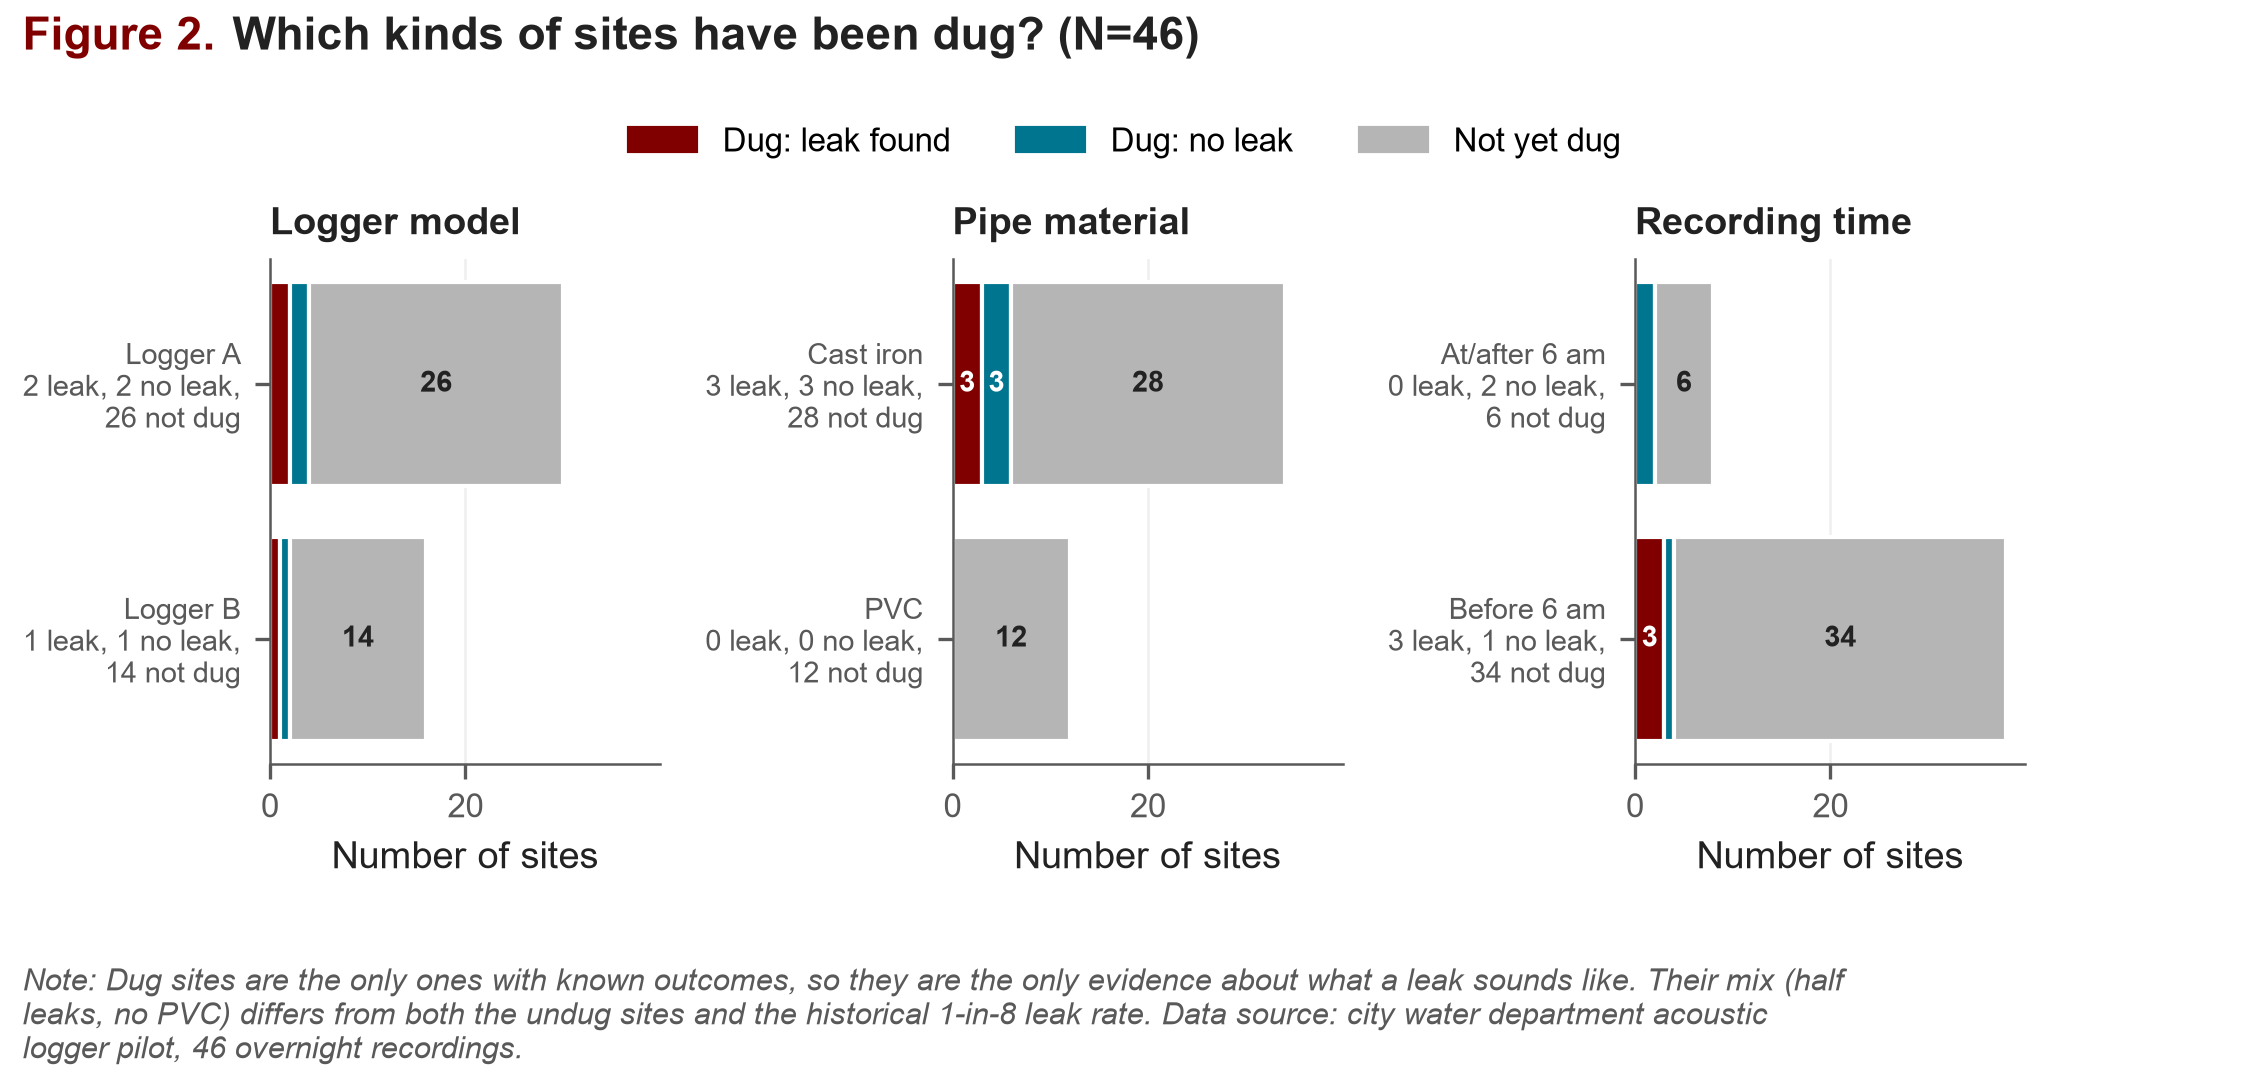 Figure 2. Which kinds of sites have been dug? (N=46)
Dug: leak found
Dug: no leak
Not yet dug
Logger model
Logger A
2 leak, 2 no leak,
26 not dug
26
Logger B
1 leak, 1 no leak,
14 not dug
14
0
20
Number of sites
Pipe material
Cast iron
3 leak, 3 no leak,
28 not dug
3
3
28
PVC
0 leak, 0 no leak,
12 not dug
12
0
20
Number of sites
Recording time
At/after 6 am
0 leak, 2 no leak,
6 not dug
6
Before 6 am
3 leak, 1 no leak,
34 not dug
3
34
0
20
Number of sites
Note: Dug sites are the only ones with known outcomes, so they are the only evidence about what a leak sounds like. Their mix (half
leaks, no PVC) differs from both the undug sites and the historical 1-in-8 leak rate. Data source: city water department acoustic
logger pilot, 46 overnight recordings.